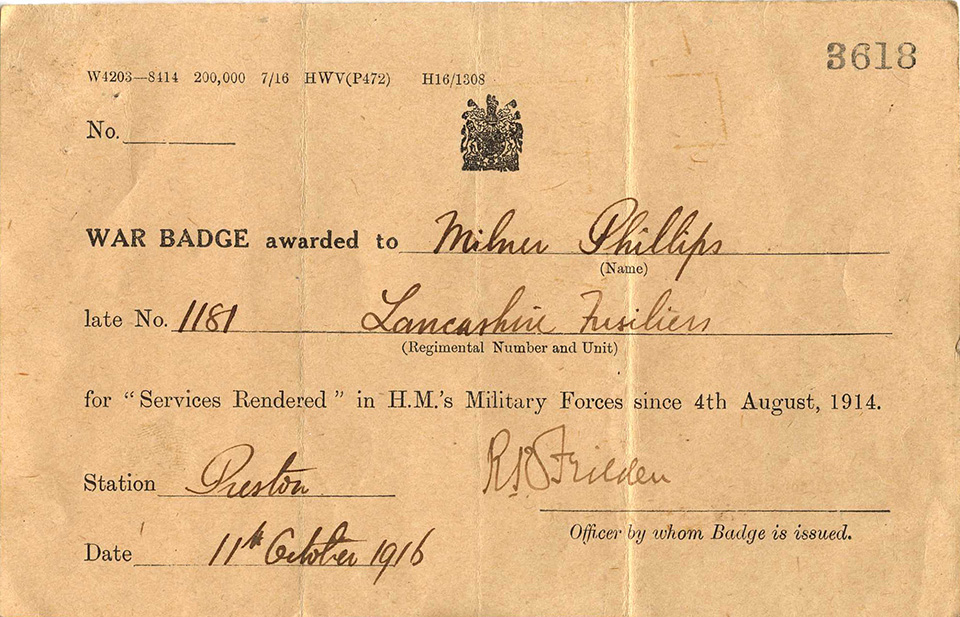 3618
W4203—8414 200,000 7/16 HWV(P472) H16/1308
No.
WAR BADGE awarded to Milner Phillips
(Name)
late No. 1181 Lancashire Fusiliers
(Regimental Number and Unit)
for "Services Rendered" in H.M.'s Military Forces since 4th August, 1914.
Station Preston
Officer by whom Badge is issued.
Date 11th October 1916